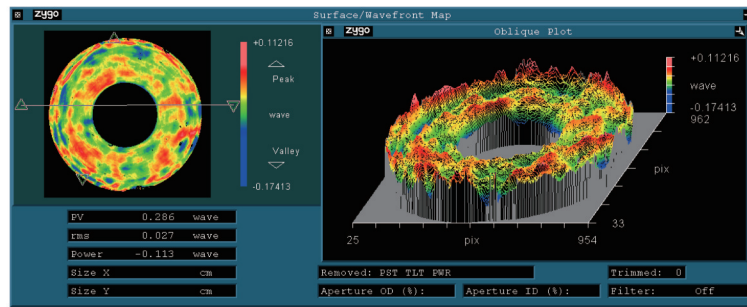 zygo
Surface/Wavefront Map
+0.11216
Peak
wave
Valley
-0.17413
zygo
Oblique Plot
+0.11216
wave
-0.17413
962
pix
33
25
pix
954
PV 0.286 wave
rms 0.027 wave
Power -0.113 wave
Size X cm
Size Y cm
Removed: PST TLT PWR
Trimmed: 0
Aperture OD (%):
Aperture ID (%):
Filter: Off